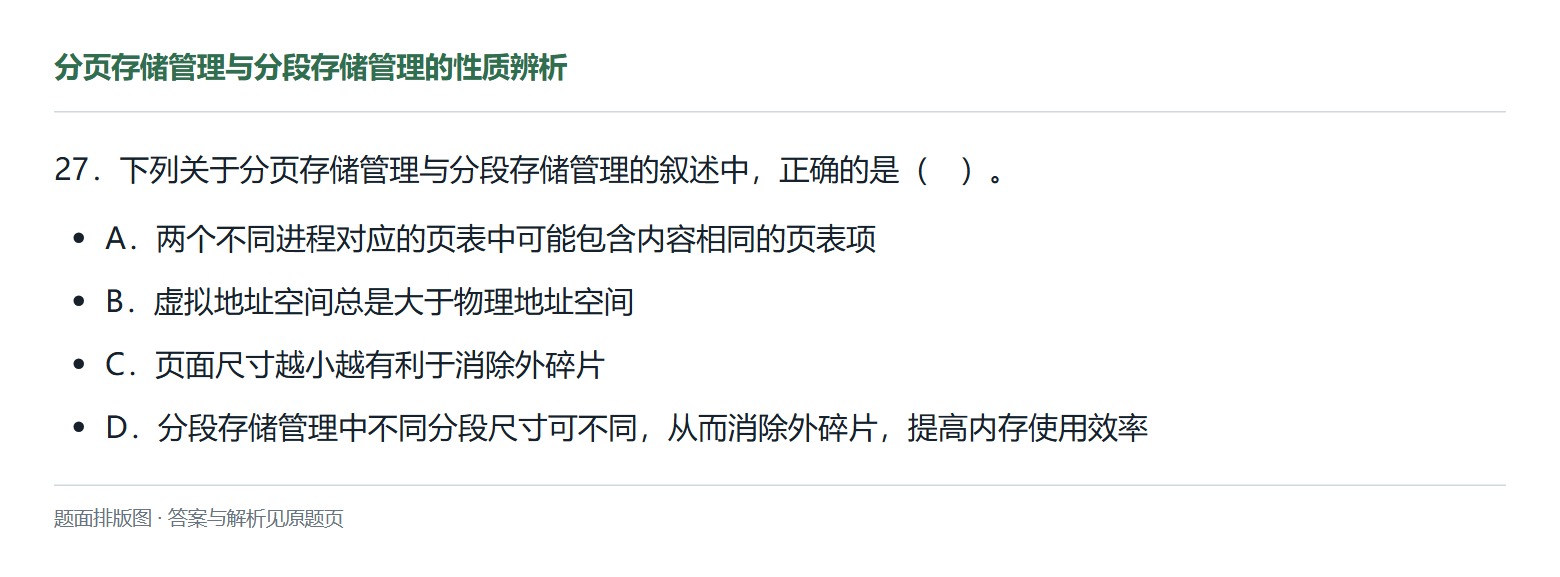 分页存储管理与分段存储管理的性质辨析
27．下列关于分页存储管理与分段存储管理的叙述中，正确的是（　）。
• A．两个不同进程对应的页表中可能包含内容相同的页表项
• B．虚拟地址空间总是大于物理地址空间
• C．页面尺寸越小越有利于消除外碎片
• D．分段存储管理中不同分段尺寸可不同，从而消除外碎片，提高内存使用效率
题面排版图 · 答案与解析见原题页